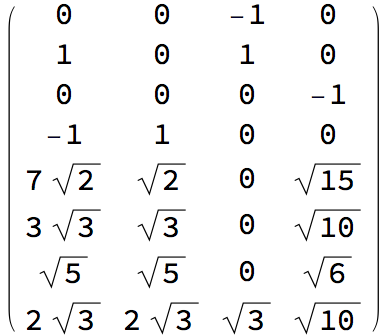 0 0 -1 0
1 0 1 0
0 0 0 -1
-1 1 0 0
7 √2 √2 0 √15
3 √3 √3 0 √10
√5 √5 0 √6
2 √3 2 √3 √3 √10